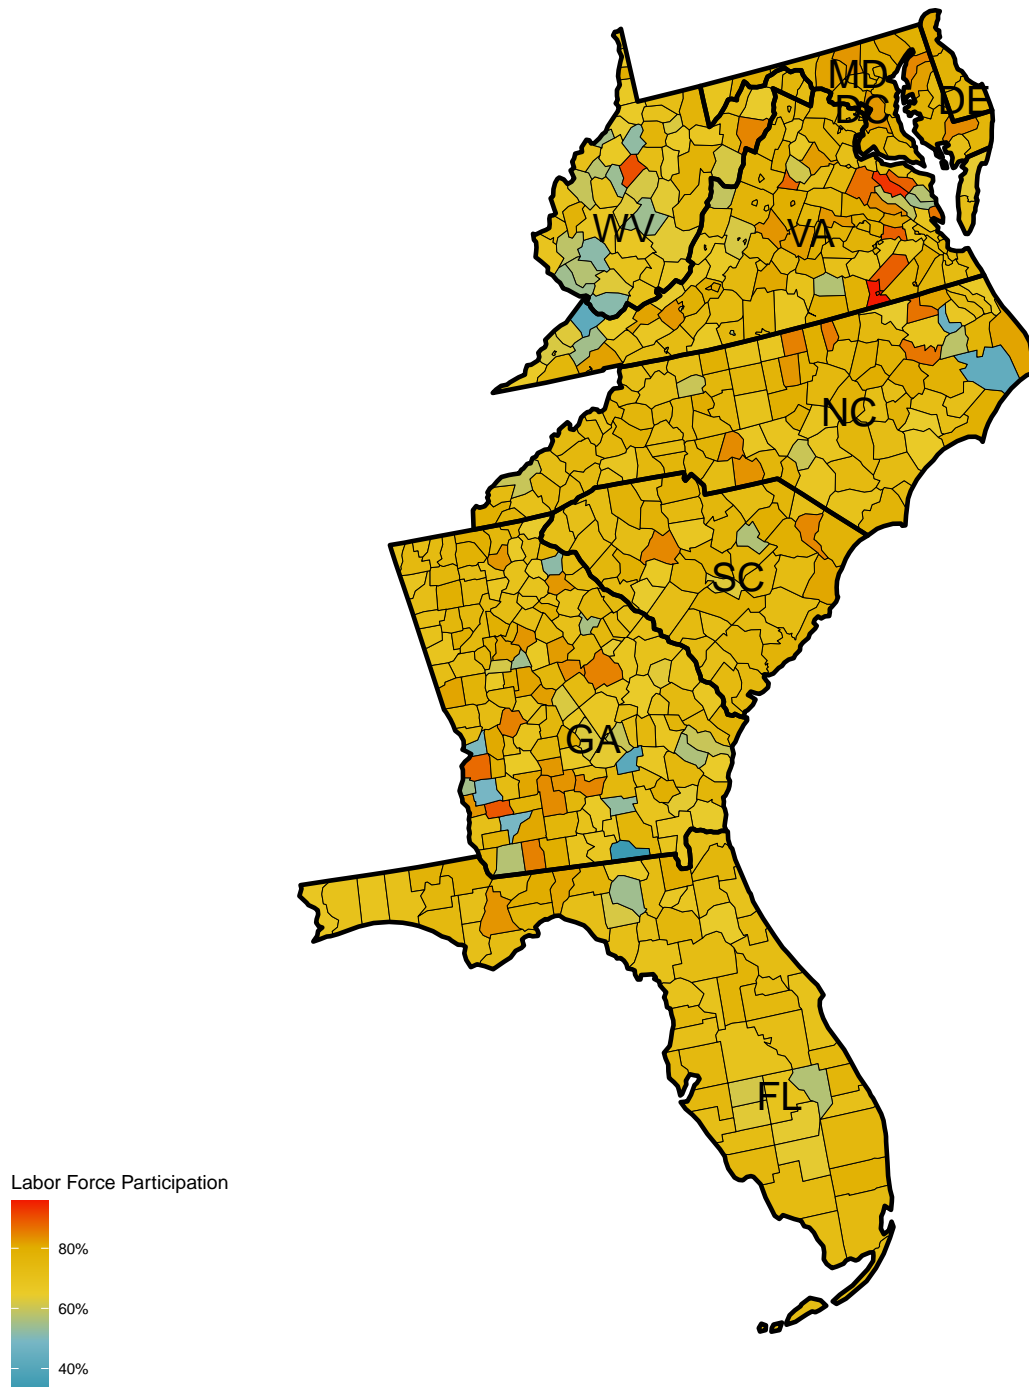 MD
DE
DC
WV
VA
NC
SC
GA
FL
Labor Force Participation
80%
60%
40%